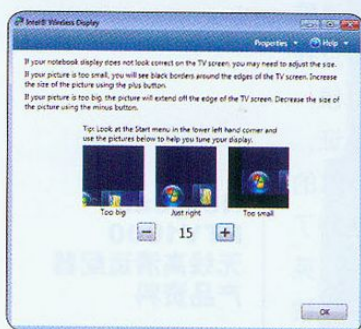 Intel® Wireless Display
Properties Help
If your notebook display does not look correct on the TV screen, you may need to adjust the size.
If your picture is too small, you will see black borders around the edges of the TV screen. Increase
the size of the picture using the plus button.
If your picture is too big, the picture will extend off the edge of the TV screen. Decrease the size of
the picture using the minus button.
Tip: Look at the Start menu in the lower left hand corner and
use the pictures below to help you tune your display.
Too big Just right Too small
− 15 +
OK